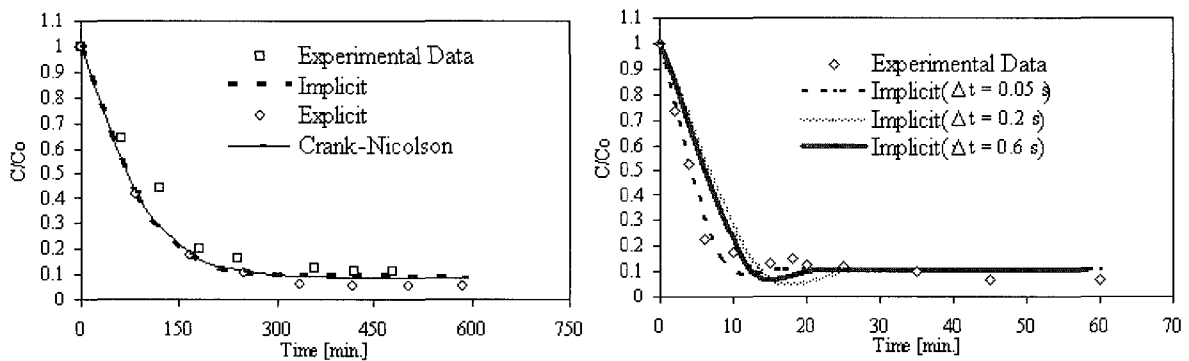 1.1
1
0.9
0.8
0.7
0.6
0.5
0.4
0.3
0.2
0.1
0
C/Co
Experimental Data
Implicit
Explicit
Crank-Nicolson
0 150 300 450 600 750
Time [min.]
1.1
1
0.9
0.8
0.7
0.6
0.5
0.4
0.3
0.2
0.1
0
C/Co
Experimental Data
Implicit(Δt = 0.05 s)
Implicit(Δt = 0.2 s)
Implicit(Δt = 0.6 s)
0 10 20 30 40 50 60 70
Time [min.]